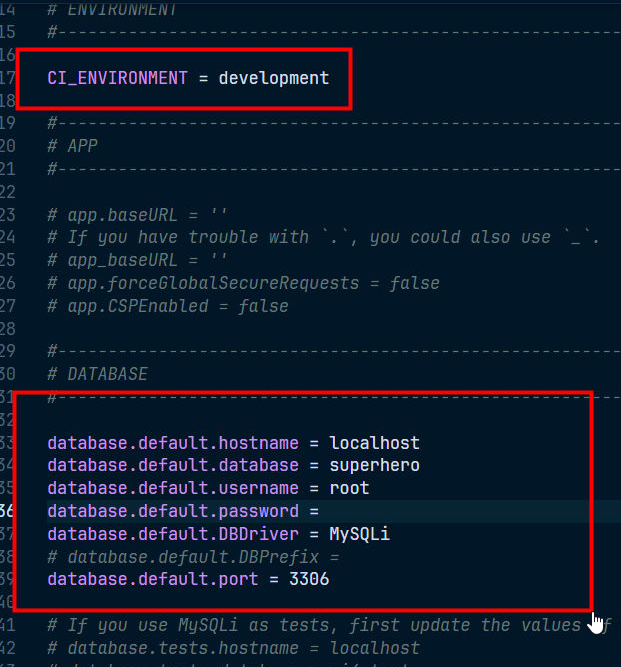 14 # ENVIRONMENT
15 #-----------------------------------------------
16
17 CI_ENVIRONMENT = development
18
19 #-----------------------------------------------
20 # APP
21 #-----------------------------------------------
22
23 # app.baseURL = ''
24 # If you have trouble with `.`, you could also use `_`.
25 # app_baseURL = ''
26 # app.forceGlobalSecureRequests = false
27 # app.CSPEnabled = false
28
29 #-----------------------------------------------
30 # DATABASE
31 #-----------------------------------------------
32
33 database.default.hostname = localhost
34 database.default.database = superhero
35 database.default.username = root
36 database.default.password =
37 database.default.DBDriver = MySQLi
38 # database.default.DBPrefix =
39 database.default.port = 3306
40
41 # If you use MySQLi as tests, first update the values of
42 # database.tests.hostname = localhost